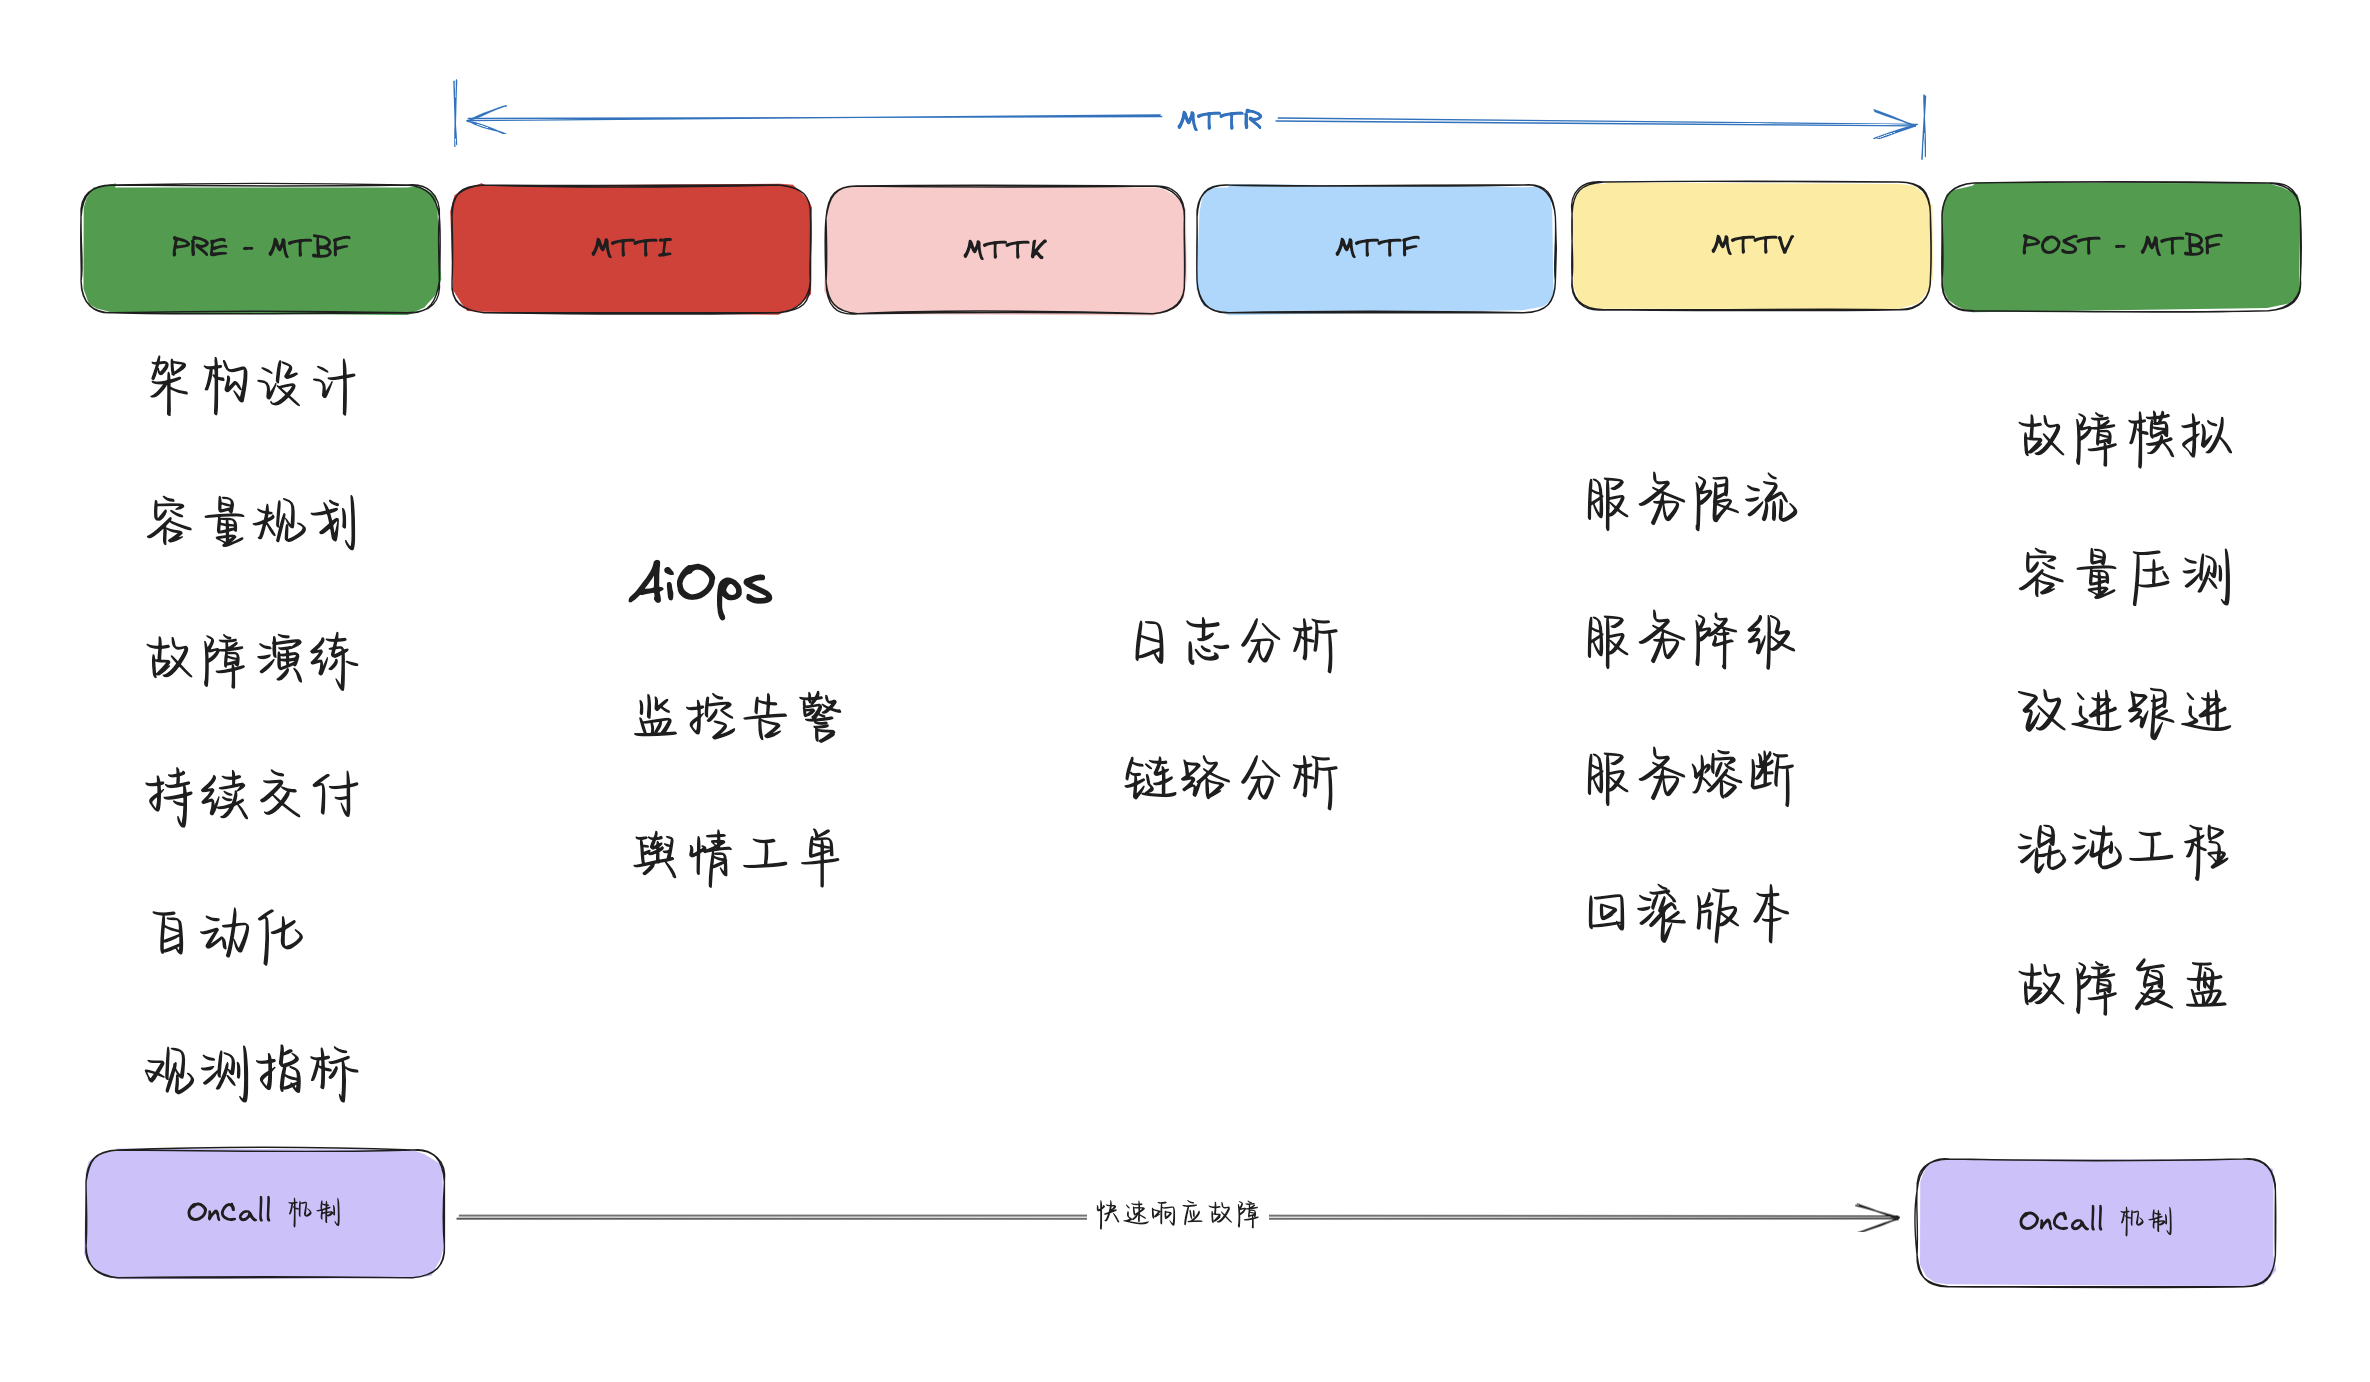 MTTR
PRE - MTBF
MTTI
MTTK
MTTF
MTTV
POST - MTBF
架构设计
容量规划
故障演练
持续交付
自动化
观测指标
AiOps
监控告警
舆情工单
日志分析
链路分析
服务限流
服务降级
服务熔断
回滚版本
故障模拟
容量压测
改进跟进
混沌工程
故障复盘
OnCall 机制
快速响应故障
OnCall 机制